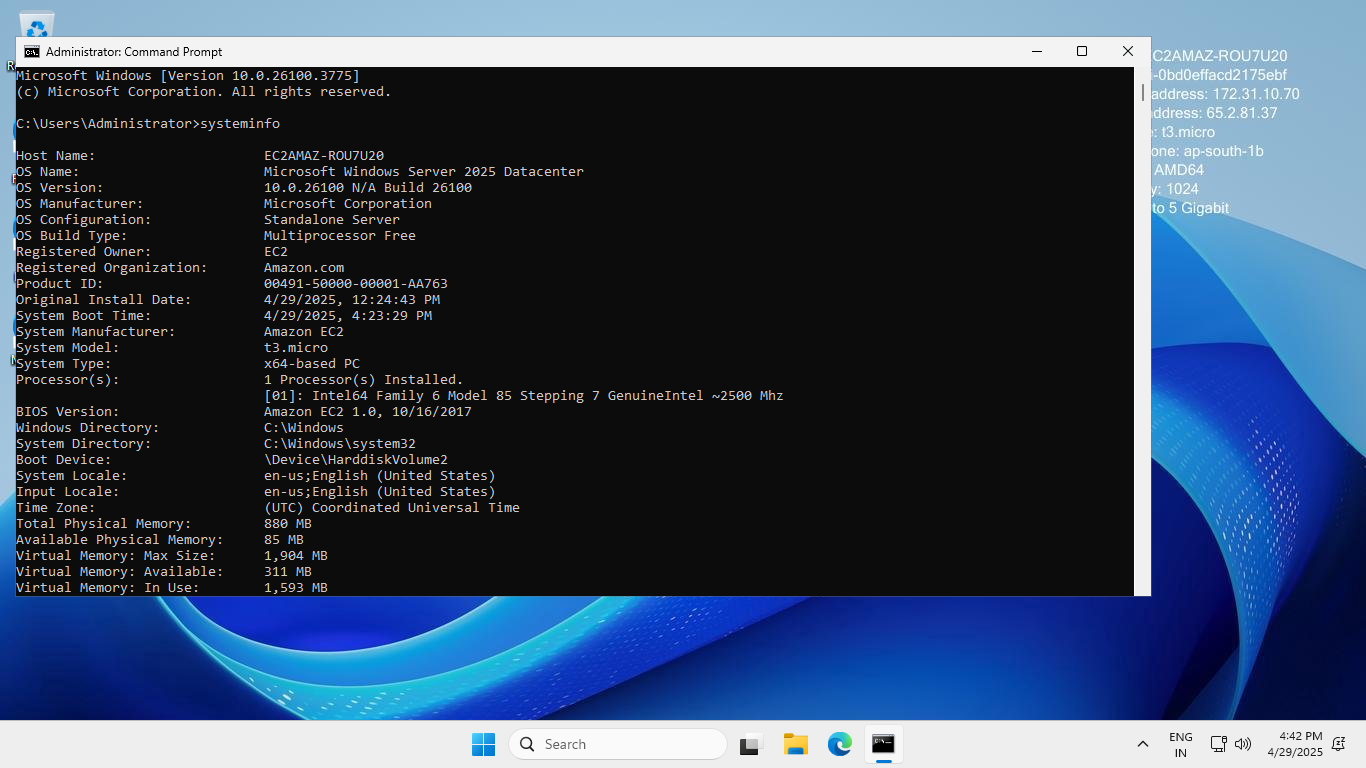 Administrator: Command Prompt
Microsoft Windows [Version 10.0.26100.3775]
(c) Microsoft Corporation. All rights reserved.
C:\Users\Administrator>systeminfo
Host Name: EC2AMAZ-ROU7U20
OS Name: Microsoft Windows Server 2025 Datacenter
OS Version: 10.0.26100 N/A Build 26100
OS Manufacturer: Microsoft Corporation
OS Configuration: Standalone Server
OS Build Type: Multiprocessor Free
Registered Owner: EC2
Registered Organization: Amazon.com
Product ID: 00491-50000-00001-AA763
Original Install Date: 4/29/2025, 12:24:43 PM
System Boot Time: 4/29/2025, 4:23:29 PM
System Manufacturer: Amazon EC2
System Model: t3.micro
System Type: x64-based PC
Processor(s): 1 Processor(s) Installed.
[01]: Intel64 Family 6 Model 85 Stepping 7 GenuineIntel ~2500 Mhz
BIOS Version: Amazon EC2 1.0, 10/16/2017
Windows Directory: C:\Windows
System Directory: C:\Windows\system32
Boot Device: \Device\HarddiskVolume2
System Locale: en-us;English (United States)
Input Locale: en-us;English (United States)
Time Zone: (UTC) Coordinated Universal Time
Total Physical Memory: 880 MB
Available Physical Memory: 85 MB
Virtual Memory: Max Size: 1,904 MB
Virtual Memory: Available: 311 MB
Virtual Memory: In Use: 1,593 MB
C2AMAZ-ROU7U20
i-0bd0effacd2175ebf
address: 172.31.10.70
ddress: 65.2.81.37
: t3.micro
one: ap-south-1b
AMD64
y: 1024
to 5 Gigabit
Search
ENG
IN
4:42 PM
4/29/2025